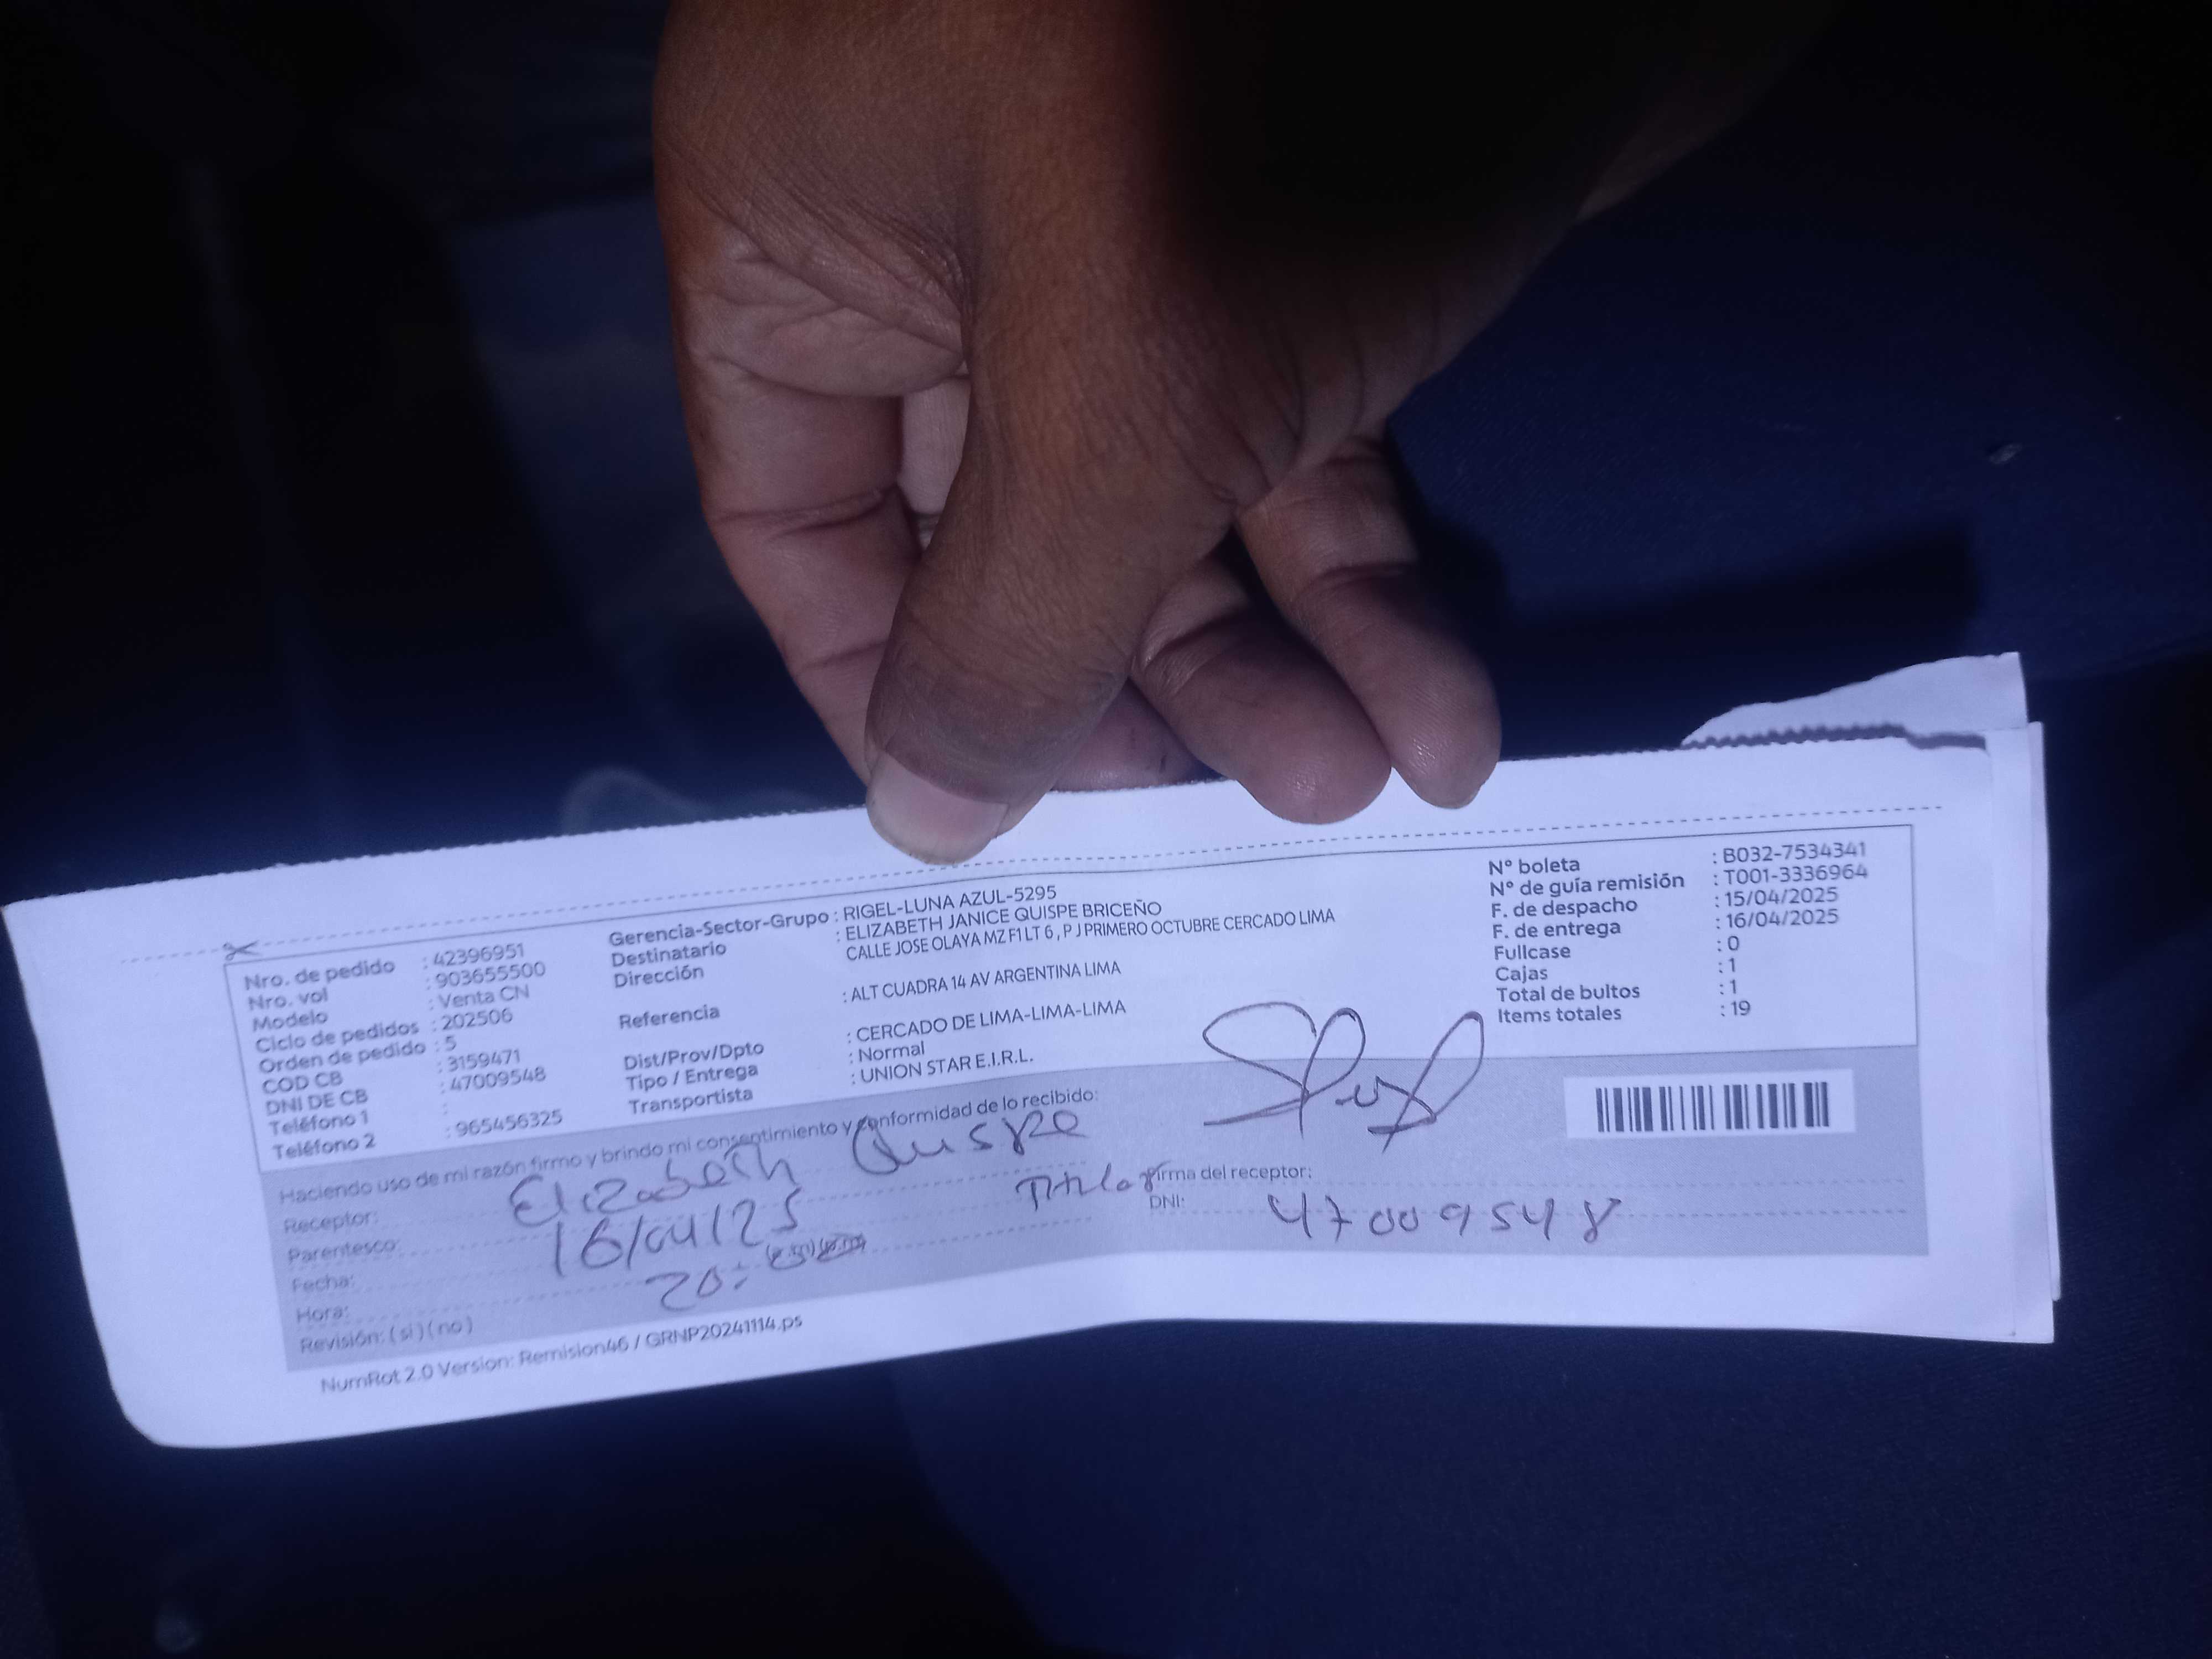 Nro. de pedido : 42396951
Nro. vol : 903655500
Modelo : Venta CN
Ciclo de pedidos : 202506
Orden de pedido : 5
COD CB : 3159471
DNI DE CB : 47009548
Teléfono 1 :
Teléfono 2 : 965456325
Gerencia-Sector-Grupo : RIGEL-LUNA AZUL-5295
Destinatario : ELIZABETH JANICE QUISPE BRICEÑO
Dirección CALLE JOSE OLAYA MZ F1 LT 6 , P J PRIMERO OCTUBRE CERCADO LIMA
Referencia : ALT CUADRA 14 AV ARGENTINA LIMA
Dist/Prov/Dpto : CERCADO DE LIMA-LIMA-LIMA
Tipo / Entrega : Normal
Transportista : UNION STAR E.I.R.L.
N° boleta : B032-7534341
N° de guía remisión : T001-3336964
F. de despacho : 15/04/2025
F. de entrega : 16/04/2025
Fullcase : 0
Cajas : 1
Total de bultos : 1
Items totales : 19
Haciendo uso de mi razón firmo y brindo mi consentimiento y conformidad de lo recibido:
Receptor: Elizabeth Quispe
Parentesco: Titular
Fecha: 16/04/25
Hora: 20:
Revisión: ( si ) ( no )
Firma del receptor:
DNI: 47009548
NumRot 2.0 Version: Remision46 / GRNP20241114.ps